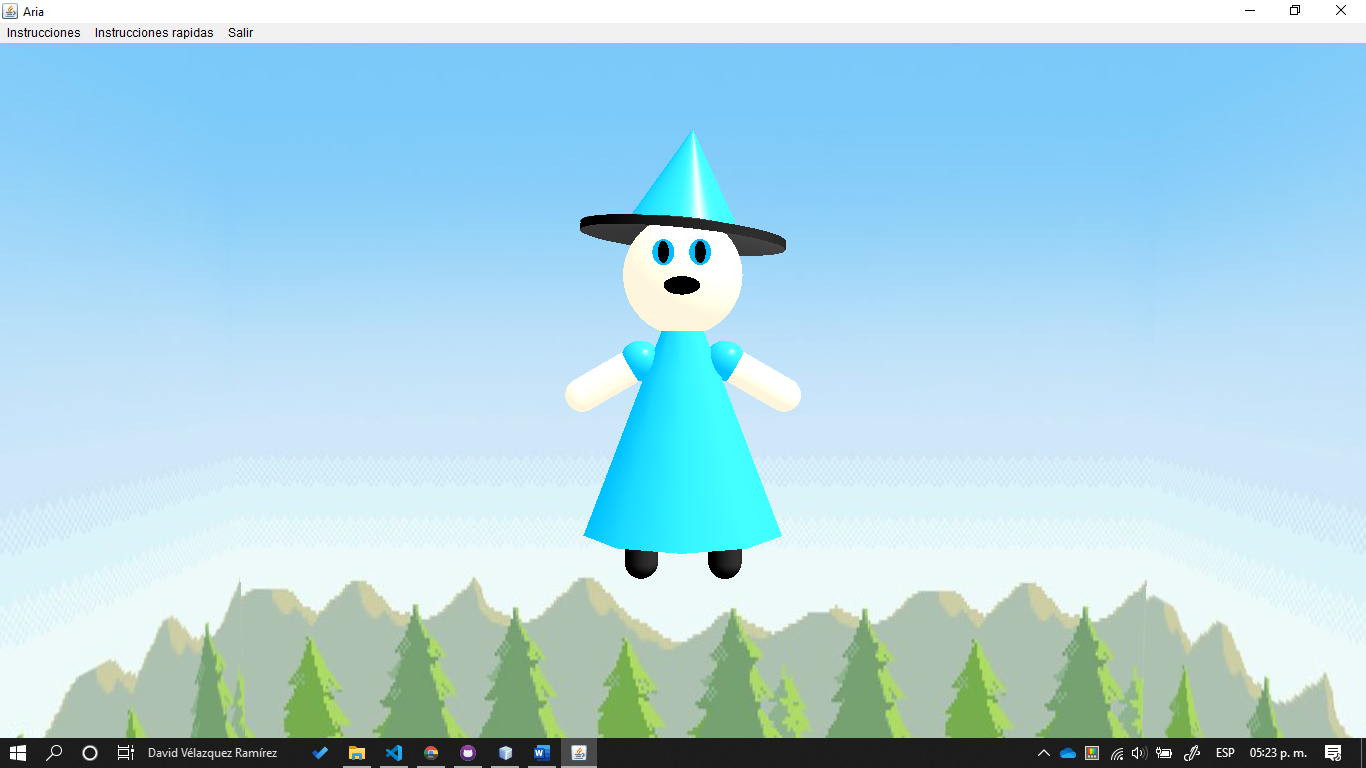 Aria
Instrucciones Instrucciones rapidas Salir
David Vélazquez Ramírez ESP 05:23 p. m.